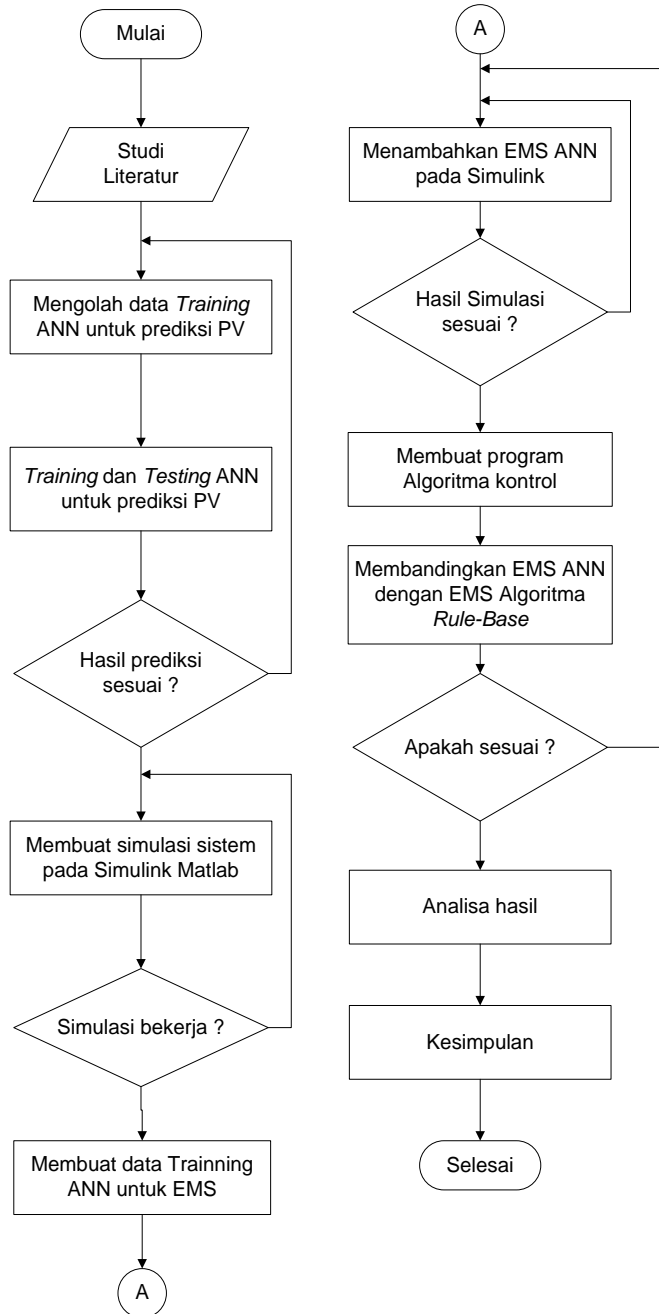 Mulai
Studi
Literatur
Mengolah data Training
ANN untuk prediksi PV
Training dan Testing ANN
untuk prediksi PV
Hasil prediksi
sesuai ?
Membuat simulasi sistem
pada Simulink Matlab
Simulasi bekerja ?
Membuat data Trainning
ANN untuk EMS
A
A
Menambahkan EMS ANN
pada Simulink
Hasil Simulasi
sesuai ?
Membuat program
Algoritma kontrol
Membandingkan EMS ANN
dengan EMS Algoritma
Rule-Base
Apakah sesuai ?
Analisa hasil
Kesimpulan
Selesai